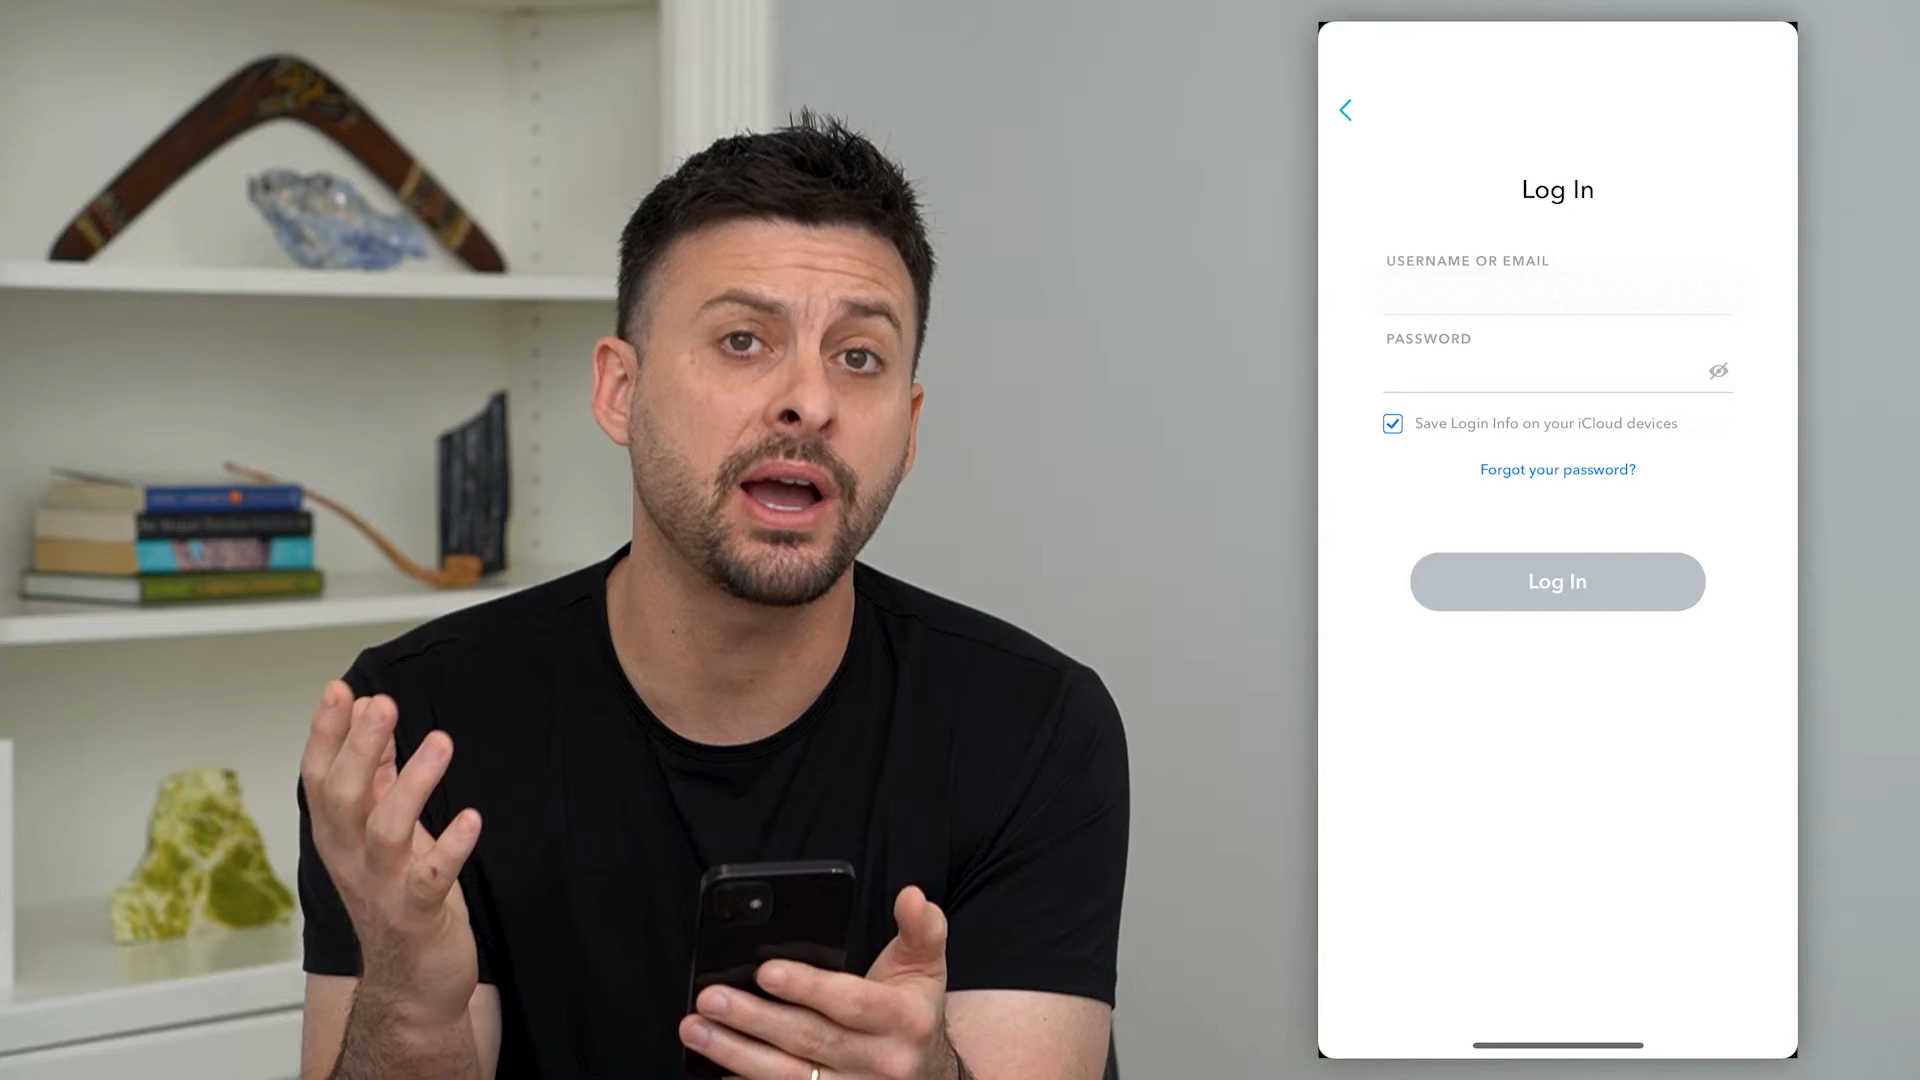 Log In
USERNAME OR EMAIL
PASSWORD
Save Login Info on your iCloud devices
Forgot your password?
Log In